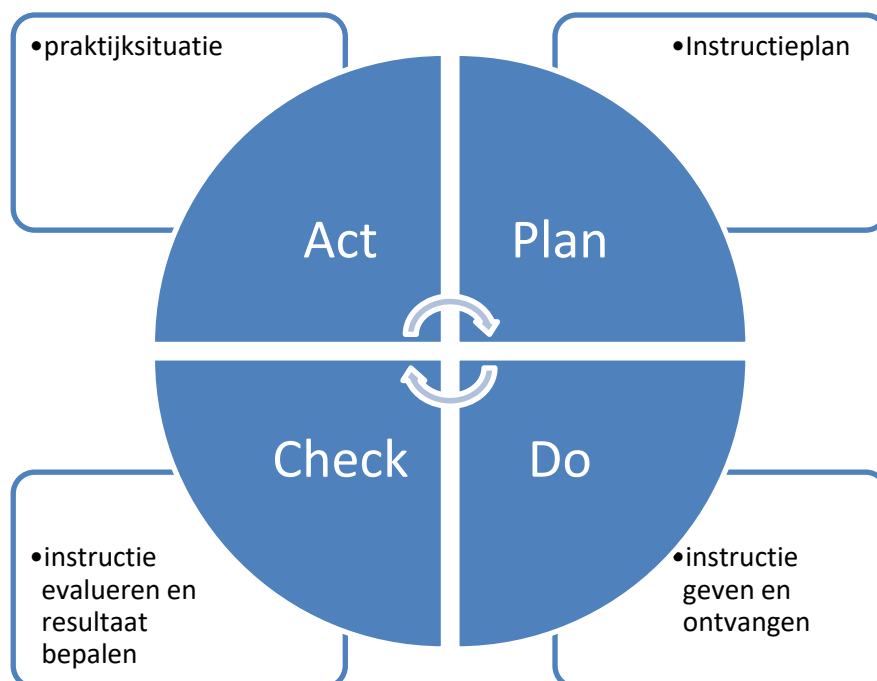 •praktijksituatie
•Instructieplan
Act
Plan
Check
Do
•instructie
evalueren en
resultaat
bepalen
•instructie
geven en
ontvangen